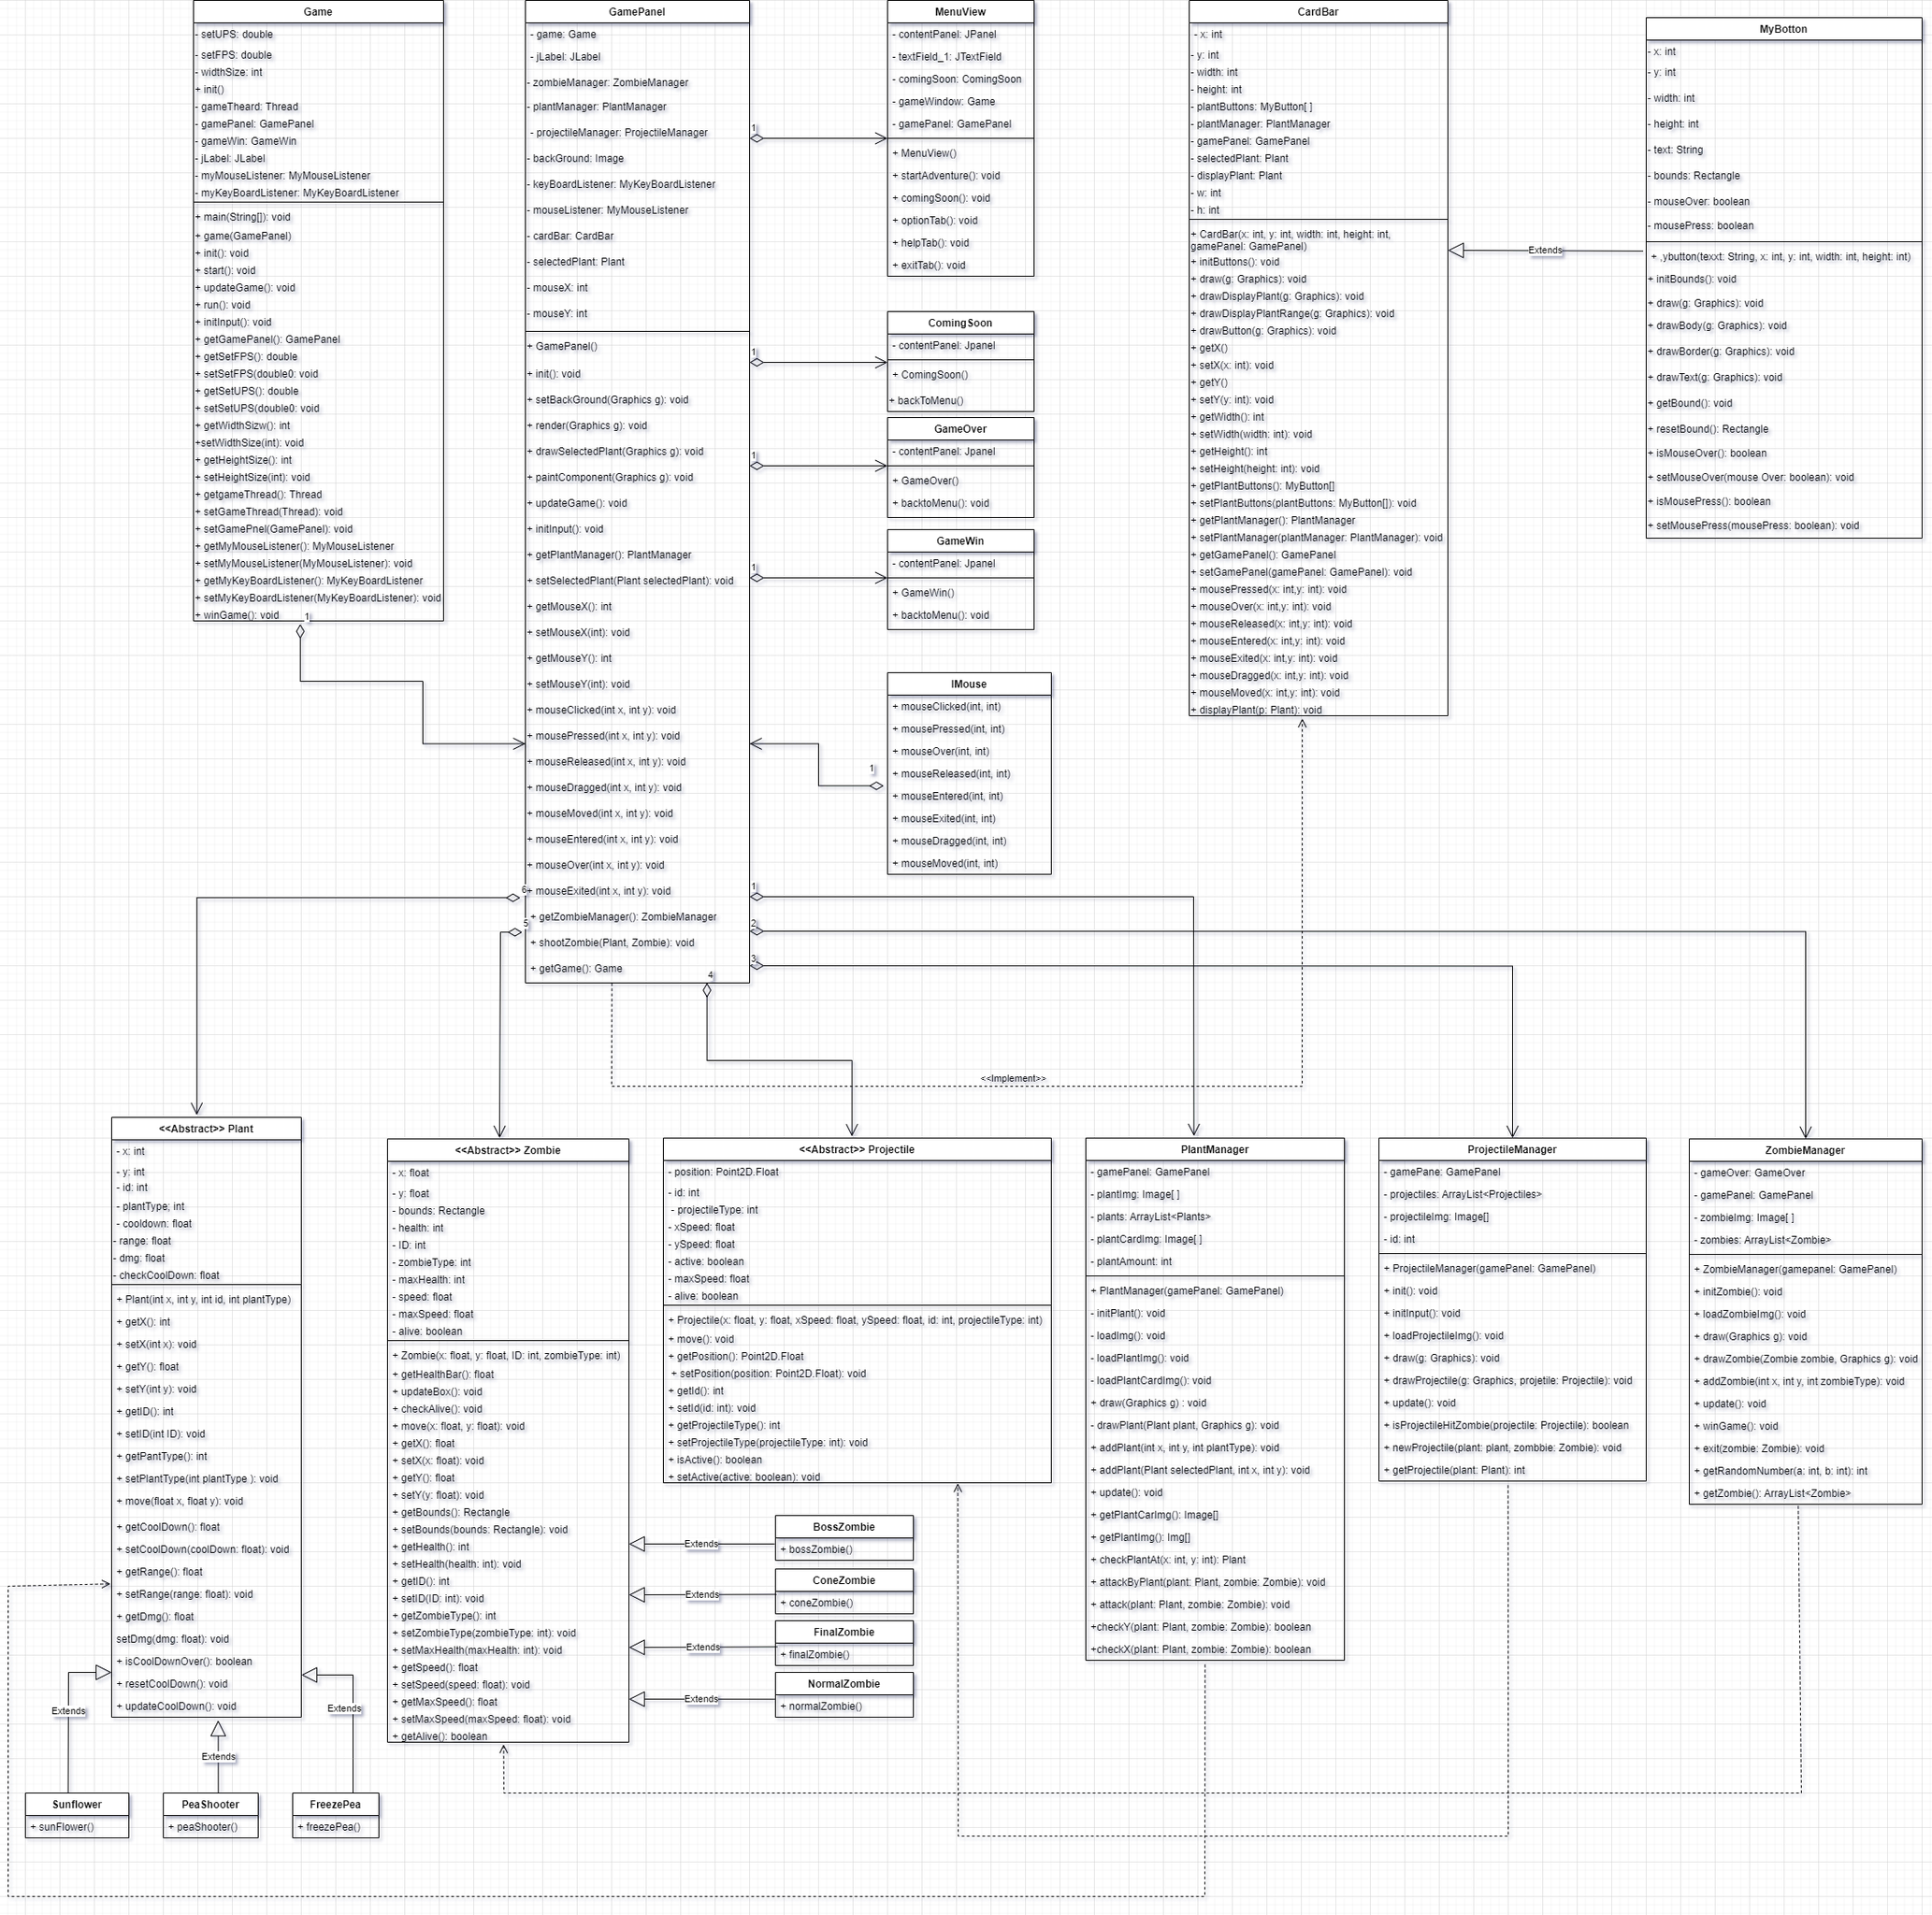 Game
- setUPS: double
- setFPS: double
- widthSize: int
+ init()
- gameTheard: Thread
- gamePanel: GamePanel
- gameWin: GameWin
- jLabel: JLabel
- myMouseListener: MyMouseListener
- myKeyBoardListener: MyKeyBoardListener
+ main(String[]): void
+ game(GamePanel)
+ init(): void
+ start(): void
+ updateGame(): void
+ run(): void
+ initInput(): void
+ getGamePanel(): GamePanel
+ getSetFPS(): double
+ setSetFPS(double0: void
+ getSetUPS(): double
+ setSetUPS(double0: void
+ getWidthSizw(): int
+setWidthSize(int): void
+ getHeightSize(): int
+ setHeightSize(int): void
+ getgameThread(): Thread
+ setGameThread(Thread): void
+ setGamePnel(GamePanel): void
+ getMyMouseListener(): MyMouseListener
+ setMyMouseListener(MyMouseListener): void
+ getMyKeyBoardListener(): MyKeyBoardListener
+ setMyKeyBoardListener(MyKeyBoardListener): void
+ winGame(): void
1
GamePanel
- game: Game
- jLabel: JLabel
- zombieManager: ZombieManager
- plantManager: PlantManager
- projectileManager: ProjectileManager
- backGround: Image
- keyBoardListener: MyKeyBoardListener
- mouseListener: MyMouseListener
- cardBar: CardBar
- selectedPlant: Plant
- mouseX: int
- mouseY: int
+ GamePanel()
+ init(): void
+ setBackGround(Graphics g): void
+ render(Graphics g): void
+ drawSelectedPlant(Graphics g): void
+ paintComponent(Graphics g): void
+ updateGame(): void
+ initInput(): void
+ getPlantManager(): PlantManager
+ setSelectedPlant(Plant selectedPlant): void
+ getMouseX(): int
+ setMouseX(int): void
+ getMouseY(): int
+ setMouseY(int): void
+ mouseClicked(int x, int y): void
+ mousePressed(int x, int y): void
+ mouseReleased(int x, int y): void
+ mouseDragged(int x, int y): void
+ mouseMoved(int x, int y): void
+ mouseEntered(int x, int y): void
+ mouseOver(int x, int y): void
+ mouseExited(int x, int y): void
+ getZombieManager(): ZombieManager
+ shootZombie(Plant, Zombie): void
+ getGame(): Game
1
1
1
1
1
1
2
3
4
5
6
MenuView
- contentPanel: JPanel
- textField_1: JTextField
- comingSoon: ComingSoon
- gameWindow: Game
- gamePanel: GamePanel
+ MenuView()
+ startAdventure(): void
+ comingSoon(): void
+ optionTab(): void
+ helpTab(): void
+ exitTab(): void
ComingSoon
- contentPanel: Jpanel
+ ComingSoon()
+ backToMenu()
GameOver
- contentPanel: Jpanel
+ GameOver()
+ backtoMenu(): void
GameWin
- contentPanel: Jpanel
+ GameWin()
+ backtoMenu(): void
IMouse
+ mouseClicked(int, int)
+ mousePressed(int, int)
+ mouseOver(int, int)
+ mouseReleased(int, int)
+ mouseEntered(int, int)
+ mouseExited(int, int)
+ mouseDragged(int, int)
+ mouseMoved(int, int)
CardBar
- x: int
- y: int
- width: int
- height: int
- plantButtons: MyButton[ ]
- plantManager: PlantManager
- gamePanel: GamePanel
- selectedPlant: Plant
- displayPlant: Plant
- w: int
- h: int
+ CardBar(x: int, y: int, width: int, height: int,
gamePanel: GamePanel)
+ initButtons(): void
+ draw(g: Graphics): void
+ drawDisplayPlant(g: Graphics): void
+ drawDisplayPlantRange(g: Graphics): void
+ drawButton(g: Graphics): void
+ getX()
+ setX(x: int): void
+ getY()
+ setY(y: int): void
+ getWidth(): int
+ setWidth(width: int): void
+ getHeight(): int
+ setHeight(height: int): void
+ getPlantButtons(): MyButton[]
+ setPlantButtons(plantButtons: MyButton[]): void
+ getPlantManager(): PlantManager
+ setPlantManager(plantManager: PlantManager): void
+ getGamePanel(): GamePanel
+ setGamePanel(gamePanel: GamePanel): void
+ mousePressed(x: int,y: int): void
+ mouseOver(x: int,y: int): void
+ mouseReleased(x: int,y: int): void
+ mouseEntered(x: int,y: int): void
+ mouseExited(x: int,y: int): void
+ mouseDragged(x: int,y: int): void
+ mouseMoved(x: int,y: int): void
+ displayPlant(p: Plant): void
Extends
MyBotton
- x: int
- y: int
- width: int
- height: int
- text: String
- bounds: Rectangle
- mouseOver: boolean
- mousePress: boolean
+ ,ybutton(texxt: String, x: int, y: int, width: int, height: int)
+ initBounds(): void
+ draw(g: Graphics): void
+ drawBody(g: Graphics): void
+ drawBorder(g: Graphics): void
+ drawText(g: Graphics): void
+ getBound(): void
+ resetBound(): Rectangle
+ isMouseOver(): boolean
+ setMouseOver(mouse Over: boolean): void
+ isMousePress(): boolean
+ setMousePress(mousePress: boolean): void
<<Implement>>
<<Abstract>> Plant
- x: int
- y: int
- id: int
- plantType; int
- cooldown: float
- range: float
- dmg: float
- checkCoolDown: float
+ Plant(int x, int y, int id, int plantType)
+ getX(): int
+ setX(int x): void
+ getY(): float
+ setY(int y): void
+ getID(): int
+ setID(int ID): void
+ getPantType(): int
+ setPlantType(int plantType ): void
+ move(float x, float y): void
+ getCoolDown(): float
+ setCoolDown(coolDown: float): void
+ getRange(): float
+ setRange(range: float): void
+ getDmg(): float
setDmg(dmg: float): void
+ isCoolDownOver(): boolean
+ resetCoolDown(): void
+ updateCoolDown(): void
Extends
Extends
Extends
Sunflower
+ sunFlower()
PeaShooter
+ peaShooter()
FreezePea
+ freezePea()
<<Abstract>> Zombie
- x: float
- y: float
- bounds: Rectangle
- health: int
- ID: int
- zombieType: int
- maxHealth: int
- speed: float
- maxSpeed: float
- alive: boolean
+ Zombie(x: float, y: float, ID: int, zombieType: int)
+ getHealthBar(): float
+ updateBox(): void
+ checkAlive(): void
+ move(x: float, y: float): void
+ getX(): float
+ setX(x: float): void
+ getY(): float
+ setY(y: float): void
+ getBounds(): Rectangle
+ setBounds(bounds: Rectangle): void
+ getHealth(): int
+ setHealth(health: int): void
+ getID(): int
+ setID(ID: int): void
+ getZombieType(): int
+ setZombieType(zombieType: int): void
+ setMaxHealth(maxHealth: int): void
+ getSpeed(): float
+ setSpeed(speed: float): void
+ getMaxSpeed(): float
+ setMaxSpeed(maxSpeed: float): void
+ getAlive(): boolean
Extends
Extends
Extends
Extends
BossZombie
+ bossZombie()
ConeZombie
+ coneZombie()
FinalZombie
+ finalZombie()
NormalZombie
+ normalZombie()
<<Abstract>> Projectile
- position: Point2D.Float
- id: int
- projectileType: int
- xSpeed: float
- ySpeed: float
- active: boolean
- maxSpeed: float
- alive: boolean
+ Projectile(x: float, y: float, xSpeed: float, ySpeed: float, id: int, projectileType: int)
+ move(): void
+ getPosition(): Point2D.Float
+ setPosition(position: Point2D.Float): void
+ getId(): int
+ setId(id: int): void
+ getProjectileType(): int
+ setProjectileType(projectileType: int): void
+ isActive(): boolean
+ setActive(active: boolean): void
PlantManager
- gamePanel: GamePanel
- plantImg: Image[ ]
- plants: ArrayList<Plants>
- plantCardImg: Image[ ]
- plantAmount: int
+ PlantManager(gamePanel: GamePanel)
- initPlant(): void
- loadImg(): void
- loadPlantImg(): void
- loadPlantCardImg(): void
+ draw(Graphics g) : void
- drawPlant(Plant plant, Graphics g): void
+ addPlant(int x, int y, int plantType): void
+ addPlant(Plant selectedPlant, int x, int y): void
+ update(): void
+ getPlantCarImg(): Image[]
+ getPlantImg(): Img[]
+ checkPlantAt(x: int, y: int): Plant
+ attackByPlant(plant: Plant, zombie: Zombie): void
+ attack(plant: Plant, zombie: Zombie): void
+checkY(plant: Plant, zombie: Zombie): boolean
+checkX(plant: Plant, zombie: Zombie): boolean
ProjectileManager
- gamePane: GamePanel
- projectiles: ArrayList<Projectiles>
- projectileImg: Image[]
- id: int
+ ProjectileManager(gamePanel: GamePanel)
+ init(): void
+ initInput(): void
+ loadProjectileImg(): void
+ draw(g: Graphics): void
+ drawProjectile(g: Graphics, projetile: Projectile): void
+ update(): void
+ isProjectileHitZombie(projectile: Projectile): boolean
+ newProjectile(plant: plant, zombbie: Zombie): void
+ getProjectile(plant: Plant): int
ZombieManager
- gameOver: GameOver
- gamePanel: GamePanel
- zombieImg: Image[ ]
- zombies: ArrayList<Zombie>
+ ZombieManager(gamepanel: GamePanel)
+ initZombie(): void
+ loadZombieImg(): void
+ draw(Graphics g): void
+ drawZombie(Zombie zombie, Graphics g): void
+ addZombie(int x, int y, int zombieType): void
+ update(): void
+ winGame(): void
+ exit(zombie: Zombie): void
+ getRandomNumber(a: int, b: int): int
+ getZombie(): ArrayList<Zombie>